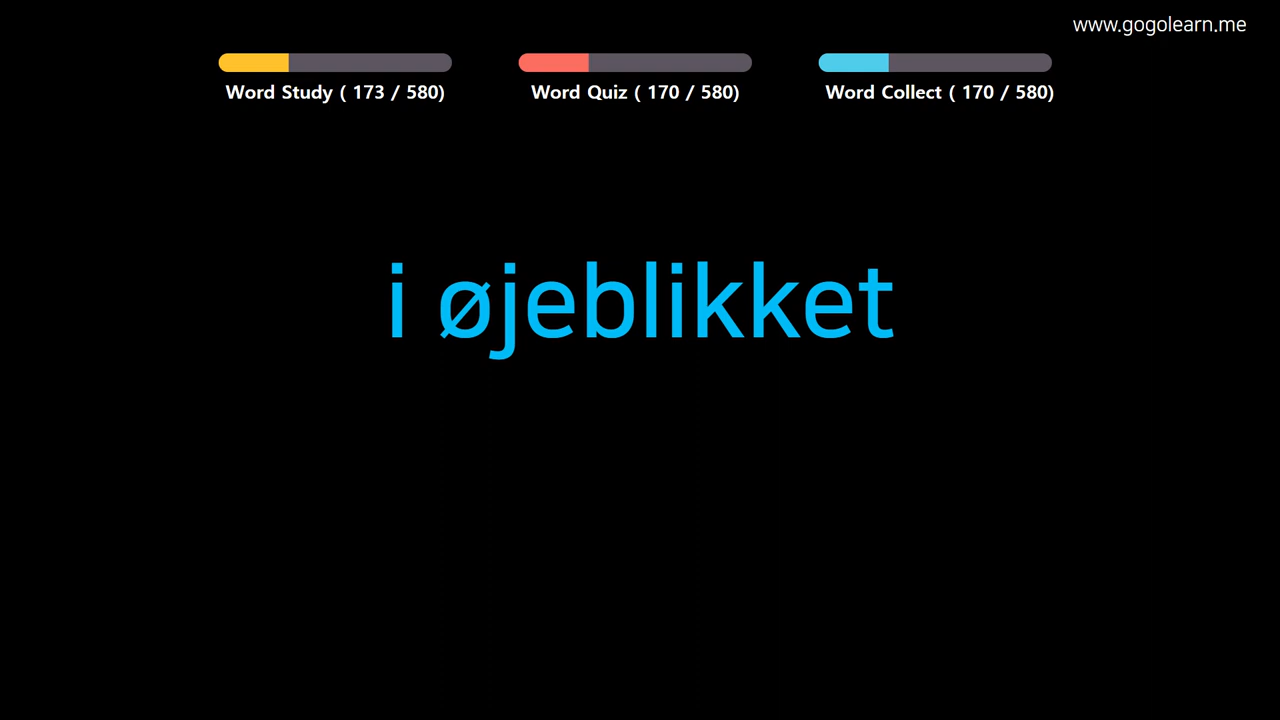 www.gogolearn.me
Word Study ( 173 / 580)
Word Quiz ( 170 / 580)
Word Collect ( 170 / 580)
i øjeblikket